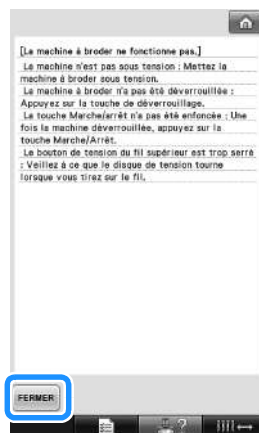 [La machine à broder ne fonctionne pas.]
La machine n'est pas sous tension : Mettez la
machine à broder sous tension.
La machine à broder n'a pas été déverrouillée :
Appuyez sur la touche de déverrouillage.
La touche Marche/arrêt n'a pas été enfoncée : Une
fois la machine déverrouillée, appuyez sur la
touche Marche/Arrêt.
Le bouton de tension du fil supérieur est trop serré
: Veillez à ce que le disque de tension tourne
lorsque vous tirez sur le fil.
FERMER
?